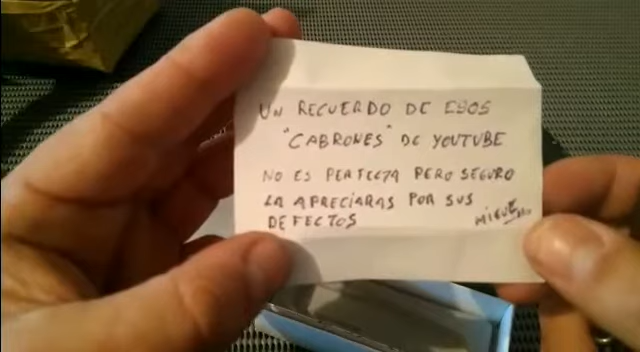 UN RECUERDO DE ESOS
"CABRONES" DE YOUTUBE
NO ES PERFECTA PERO SEGURO
LA APRECIARAS POR SUS
DEFECTOS